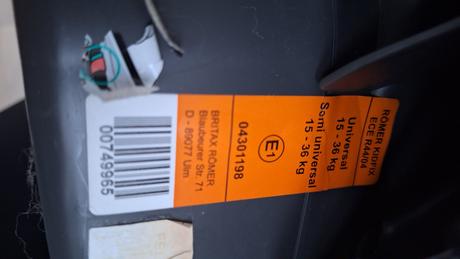 RÖMER KIDFIX
ECE R44/04
Universal
15 - 36 kg
Semi universal
15 - 36 kg
E1
04301198
BRITAX RÖMER
Blaubeurer Str. 71
D - 89077 Ulm
00749965